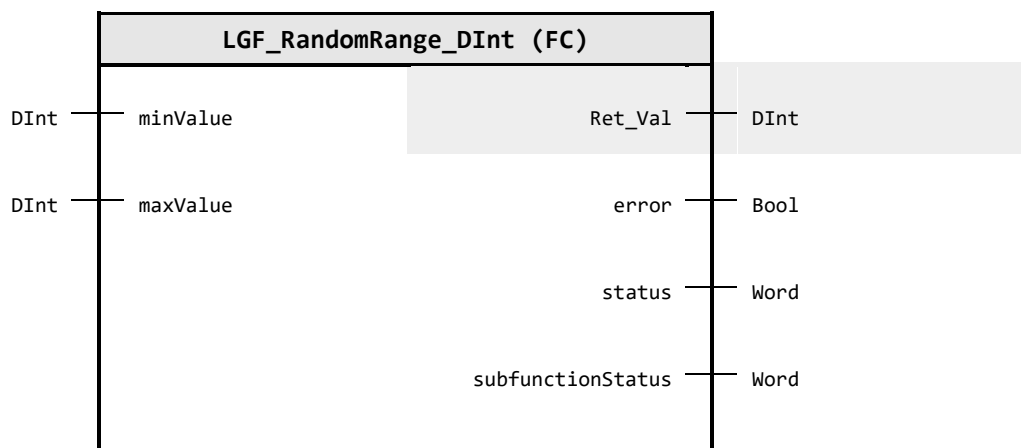 LGF_RandomRange_DInt (FC)
DInt minValue Ret_Val DInt
DInt maxValue error Bool
status Word
subfunctionStatus Word